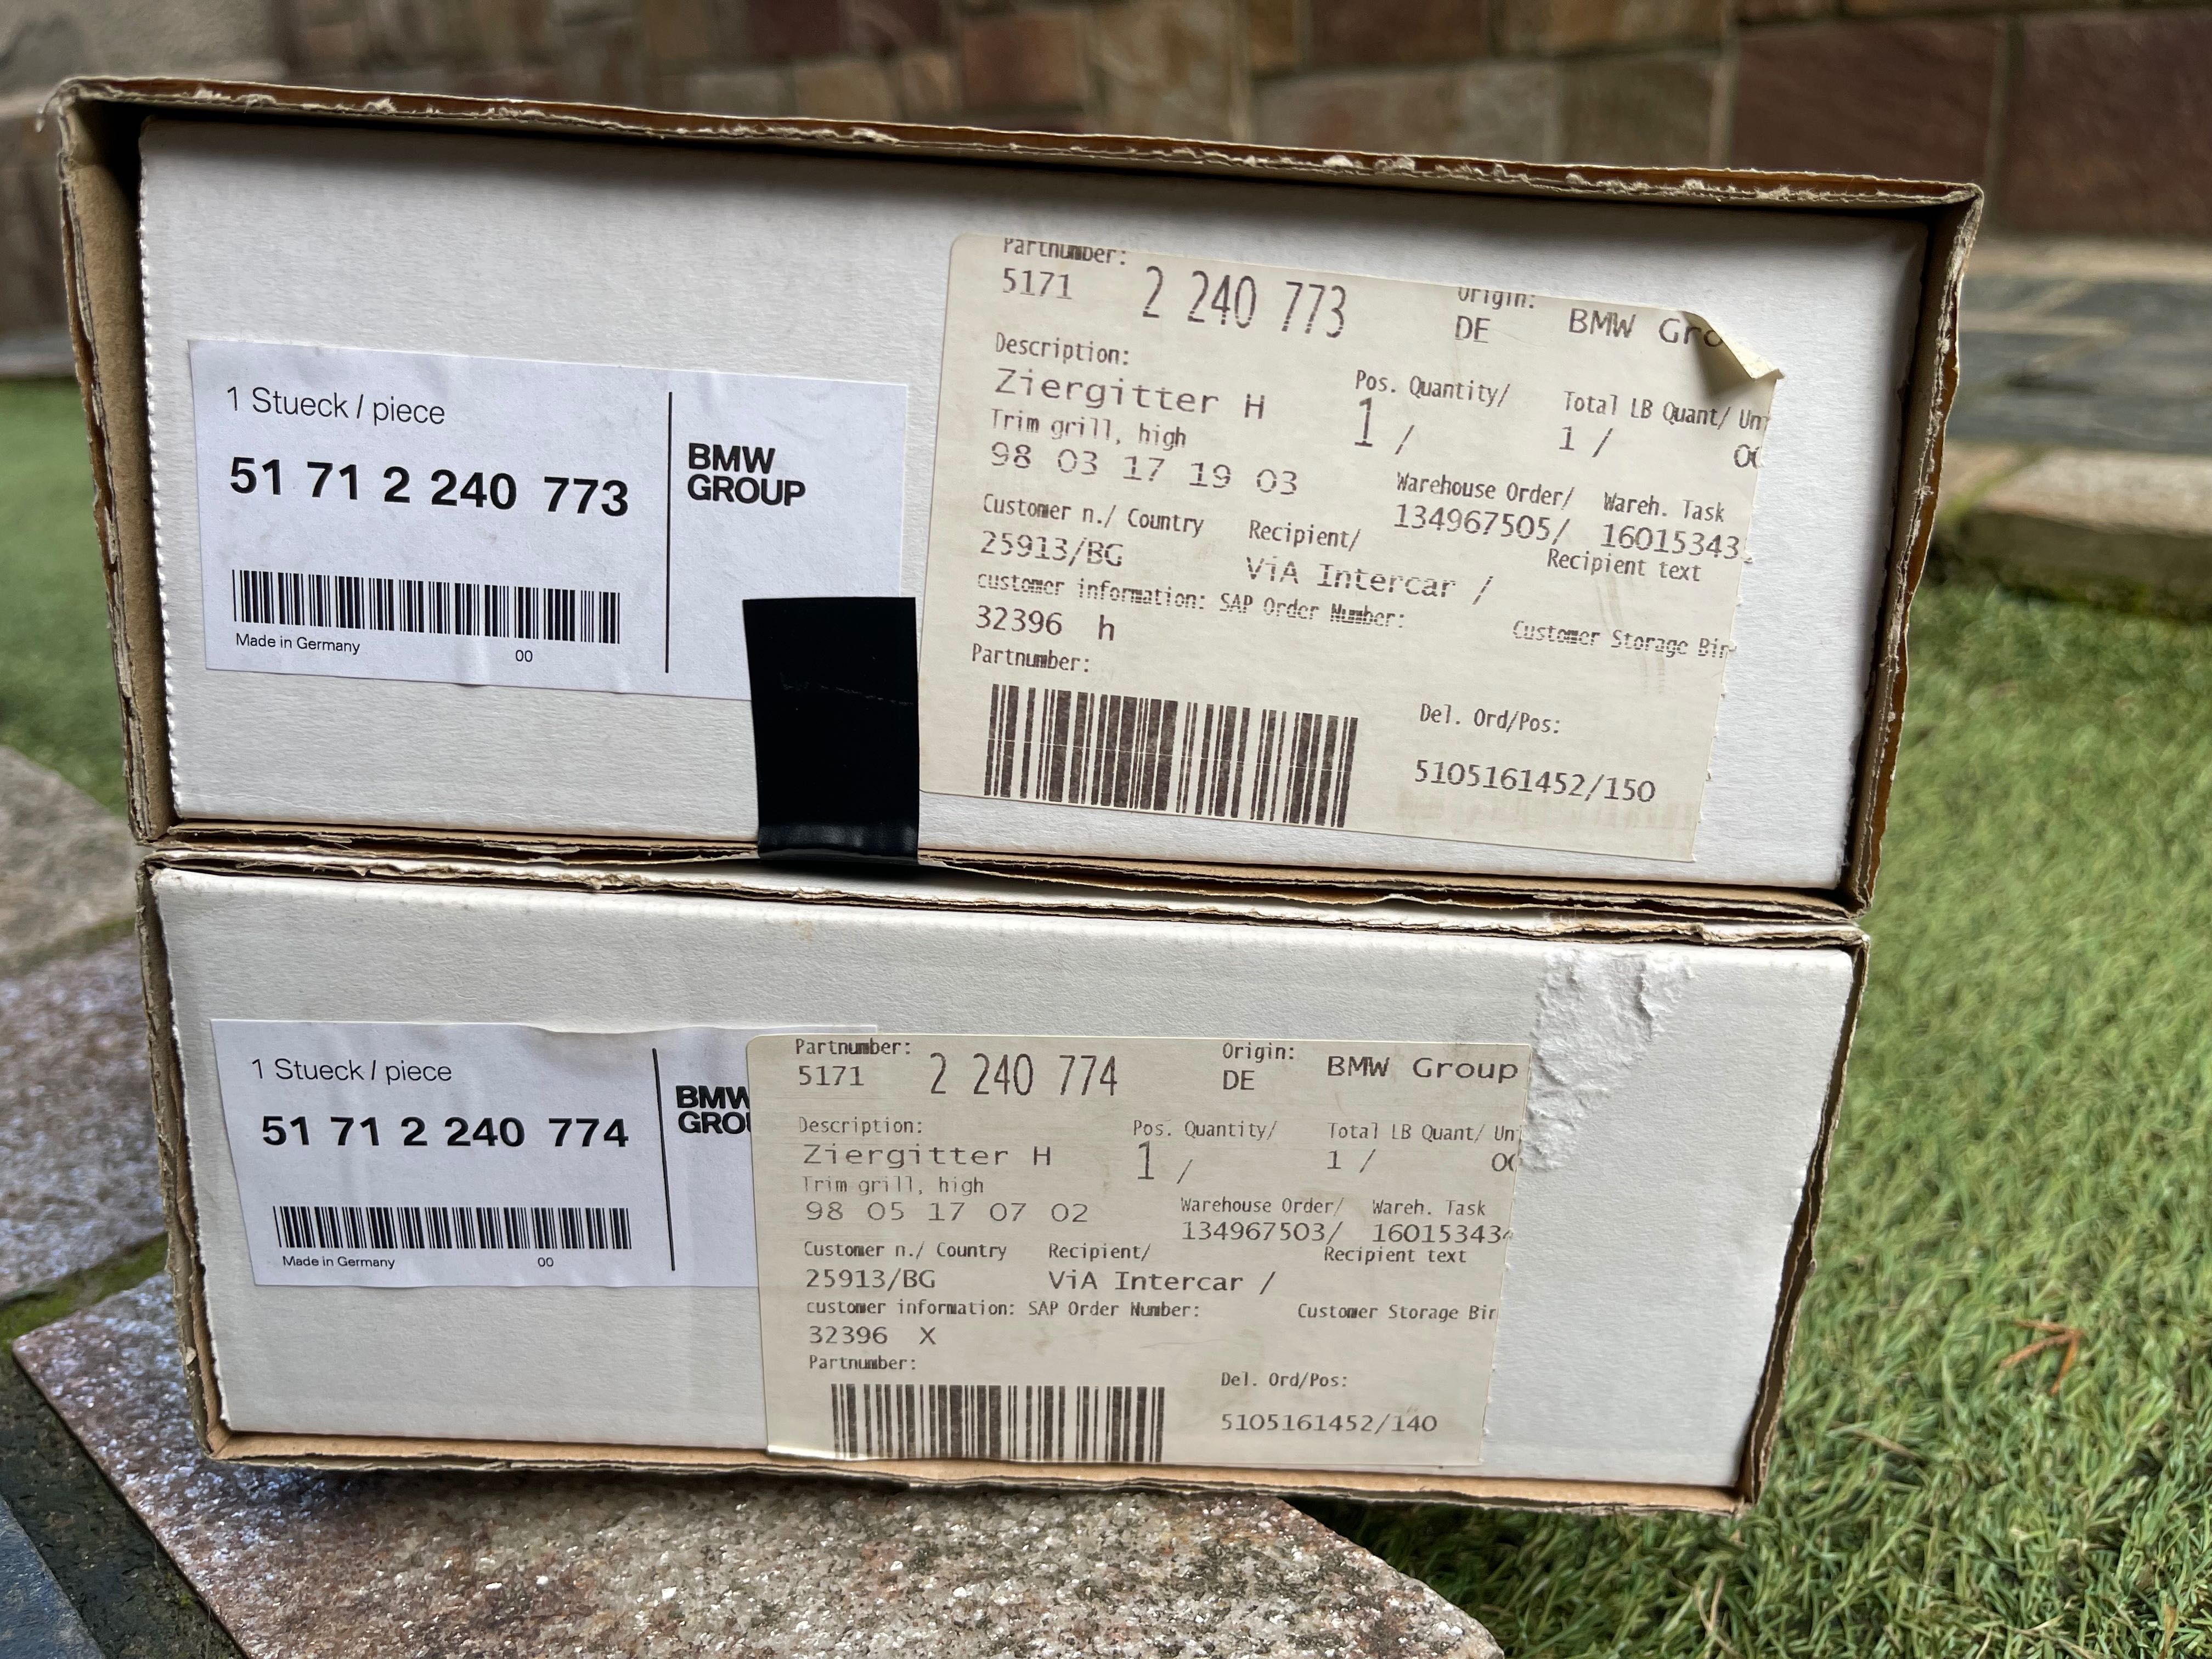 1 Stueck / piece
51 71 2 240 773
BMW
GROUP
Made in Germany
00
Partnumber:
5171 2 240 773
Origin:
DE
BMW Gro
Description:
Ziergitter H
Trim grill, high
98 03 17 19 03
Pos. Quantity/
1 /
Total LB Quant/ Un
1 /
Warehouse Order/ Wareh. Task
134967505/ 16015343
Customer n./ Country
25913/BG
Recipient/
ViA Intercar /
Recipient text
customer information: SAP Order Number:
32396 h
Customer Storage Bin
Partnumber:
Del. Ord/Pos:
5105161452/150
1 Stueck / piece
51 71 2 240 774
BMW
GROU
Made in Germany
00
Partnumber:
5171 2 240 774
Origin:
DE
BMW Group
Description:
Ziergitter H
Trim grill, high
98 05 17 07 02
Pos. Quantity/
1 /
Total LB Quant/ Un
1 /
Warehouse Order/ Wareh. Task
134967503/ 16015343
Customer n./ Country
25913/BG
Recipient/
ViA Intercar /
Recipient text
customer information: SAP Order Number:
32396 X
Customer Storage Bin
Partnumber:
Del. Ord/Pos:
5105161452/140